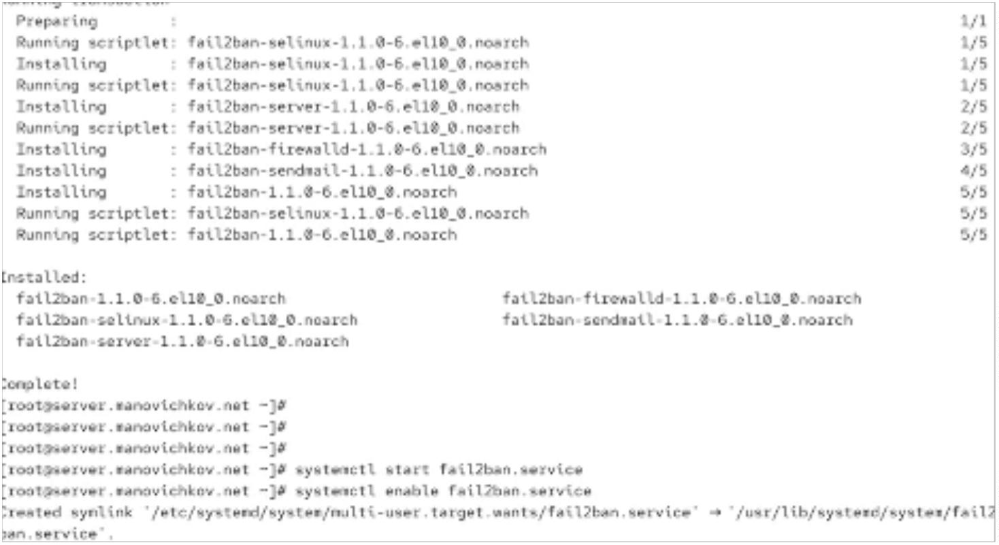 Preparing        :                                                                 1/1
Running scriptlet: fail2ban-selinux-1.1.0-6.el10_0.noarch                          1/5
Installing       : fail2ban-selinux-1.1.0-6.el10_0.noarch                          1/5
Running scriptlet: fail2ban-selinux-1.1.0-6.el10_0.noarch                          1/5
Installing       : fail2ban-server-1.1.0-6.el10_0.noarch                           2/5
Running scriptlet: fail2ban-server-1.1.0-6.el10_0.noarch                           2/5
Installing       : fail2ban-firewalld-1.1.0-6.el10_0.noarch                        3/5
Installing       : fail2ban-sendmail-1.1.0-6.el10_0.noarch                         4/5
Installing       : fail2ban-1.1.0-6.el10_0.noarch                                  5/5
Running scriptlet: fail2ban-selinux-1.1.0-6.el10_0.noarch                          5/5
Running scriptlet: fail2ban-1.1.0-6.el10_0.noarch                                  5/5
Installed:
fail2ban-1.1.0-6.el10_0.noarch                fail2ban-firewalld-1.1.0-6.el10_0.noarch
fail2ban-selinux-1.1.0-6.el10_0.noarch        fail2ban-sendmail-1.1.0-6.el10_0.noarch
fail2ban-server-1.1.0-6.el10_0.noarch
Complete!
[root@server.manovichkov.net ~]#
[root@server.manovichkov.net ~]#
[root@server.manovichkov.net ~]#
[root@server.manovichkov.net ~]# systemctl start fail2ban.service
[root@server.manovichkov.net ~]# systemctl enable fail2ban.service
Created symlink '/etc/systemd/system/multi-user.target.wants/fail2ban.service' → '/usr/lib/systemd/system/fail2
ban.service'.